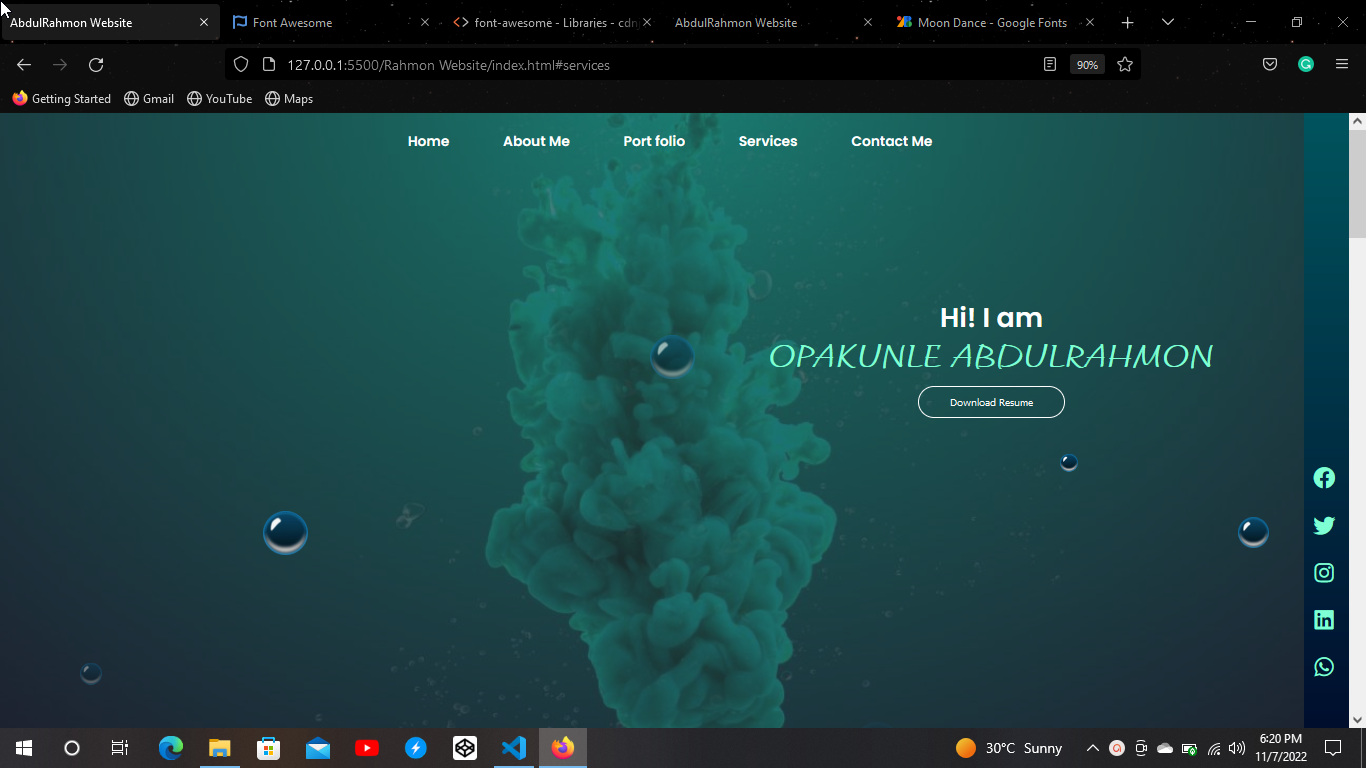 AbdulRahmon Website
Font Awesome
font-awesome - Libraries - cdn
AbdulRahmon Website
Moon Dance - Google Fonts
127.0.0.1:5500/Rahmon Website/index.html#services
90%
Getting Started
Gmail
YouTube
Maps
Home
About Me
Port folio
Services
Contact Me
Hi! I am
OPAKUNLE ABDULRAHMON
Download Resume
30°C Sunny
6:20 PM
11/7/2022